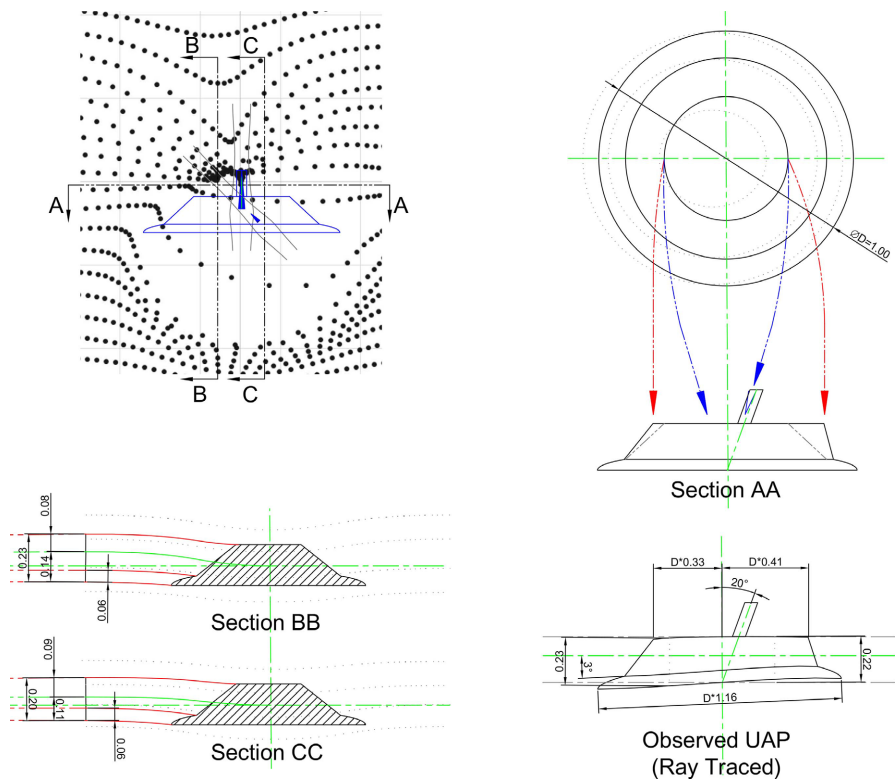 B
C
A
A
B
C
∅D=1.00
Section AA
0.08
0.23
0.14
0.06
Section BB
0.09
0.20
0.11
0.06
Section CC
D*0.33
D*0.41
20°
0.23
3°
0.22
D*1.16
Observed UAP
(Ray Traced)